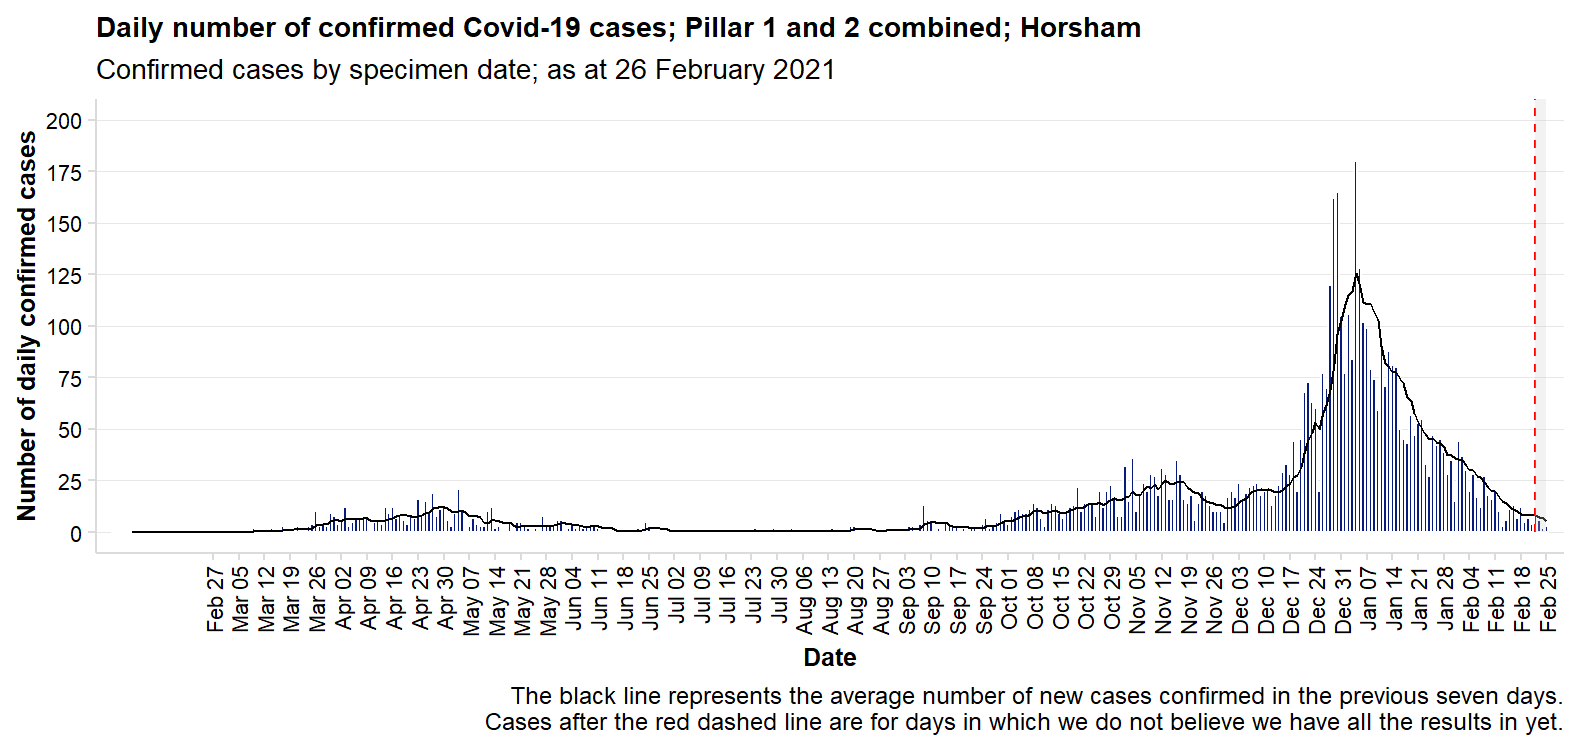 Daily number of confirmed Covid-19 cases; Pillar 1 and 2 combined; Horsham
Confirmed cases by specimen date; as at 26 February 2021
Number of daily confirmed cases
200
175
150
125
100
75
50
25
0
Feb 27
Mar 05
Mar 12
Mar 19
Mar 26
Apr 02
Apr 09
Apr 16
Apr 23
Apr 30
May 07
May 14
May 21
May 28
Jun 04
Jun 11
Jun 18
Jun 25
Jul 02
Jul 09
Jul 16
Jul 23
Jul 30
Aug 06
Aug 13
Aug 20
Aug 27
Sep 03
Sep 10
Sep 17
Sep 24
Oct 01
Oct 08
Oct 15
Oct 22
Oct 29
Nov 05
Nov 12
Nov 19
Nov 26
Dec 03
Dec 10
Dec 17
Dec 24
Dec 31
Jan 07
Jan 14
Jan 21
Jan 28
Feb 04
Feb 11
Feb 18
Feb 25
Date
The black line represents the average number of new cases confirmed in the previous seven days.
Cases after the red dashed line are for days in which we do not believe we have all the results in yet.